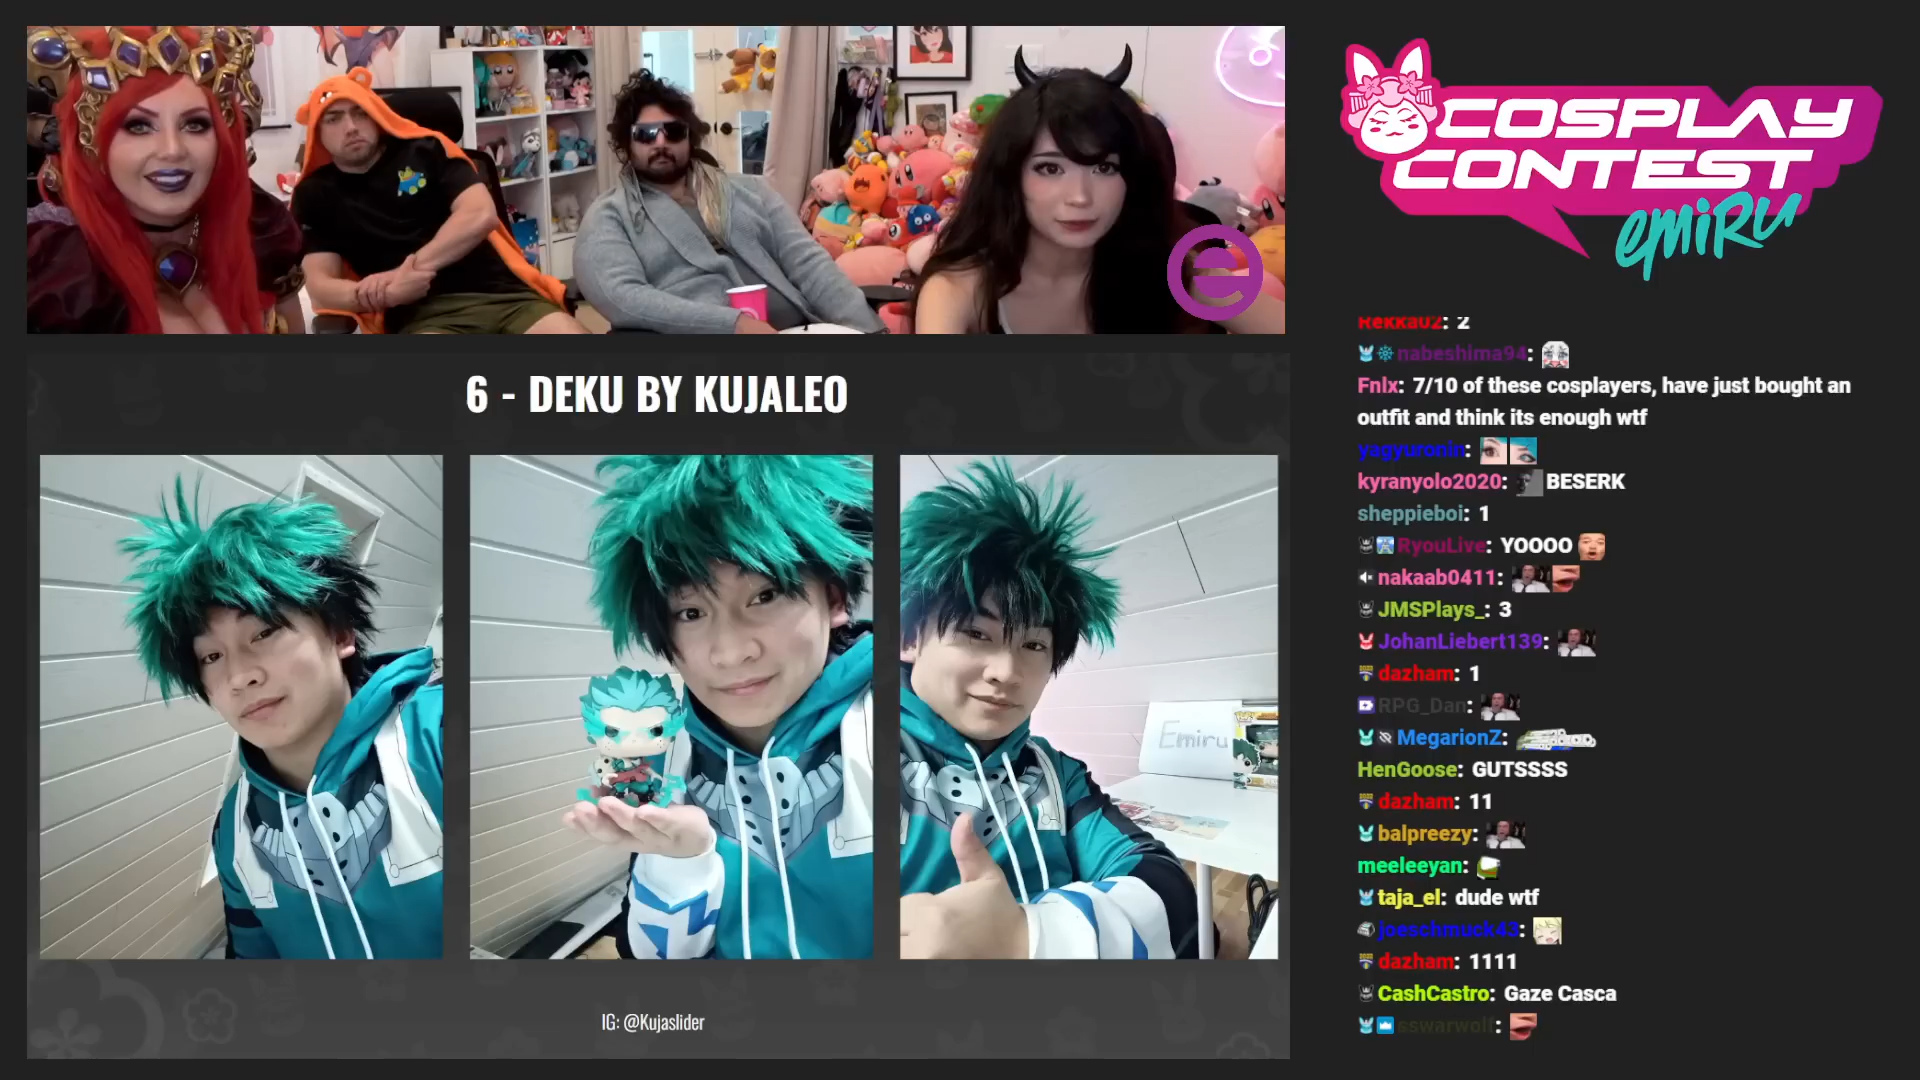 COSPLAY
CONTEST
emiru
e
6 - DEKU BY KUJALEO
Emiru
IG: @Kujaslider
Rekka02: 2
nabeshima94:
Fnlx: 7/10 of these cosplayers, have just bought an
outfit and think its enough wtf
yagyuronin:
kyranyolo2020: BESERK
sheppieboi: 1
RyouLive: YOOOO
nakaab0411:
JMSPlays_: 3
JohanLiebert139:
dazham: 1
RPG_Dan:
MegarionZ:
HenGoose: GUTSSSS
dazham: 11
balpreezy:
meeleeyan:
taja_el: dude wtf
joeschmuck43:
dazham: 1111
CashCastro: Gaze Casca
sswarwolf: